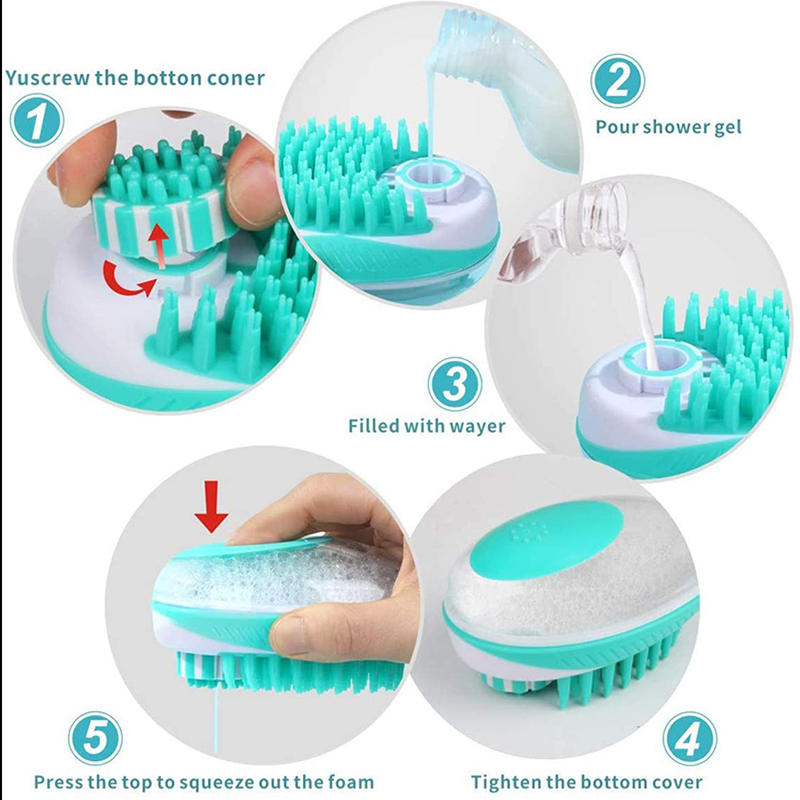 Yuscrew the botton coner
1
2
Pour shower gel
3
Filled with wayer
4
Tighten the bottom cover
5
Press the top to squeeze out the foam